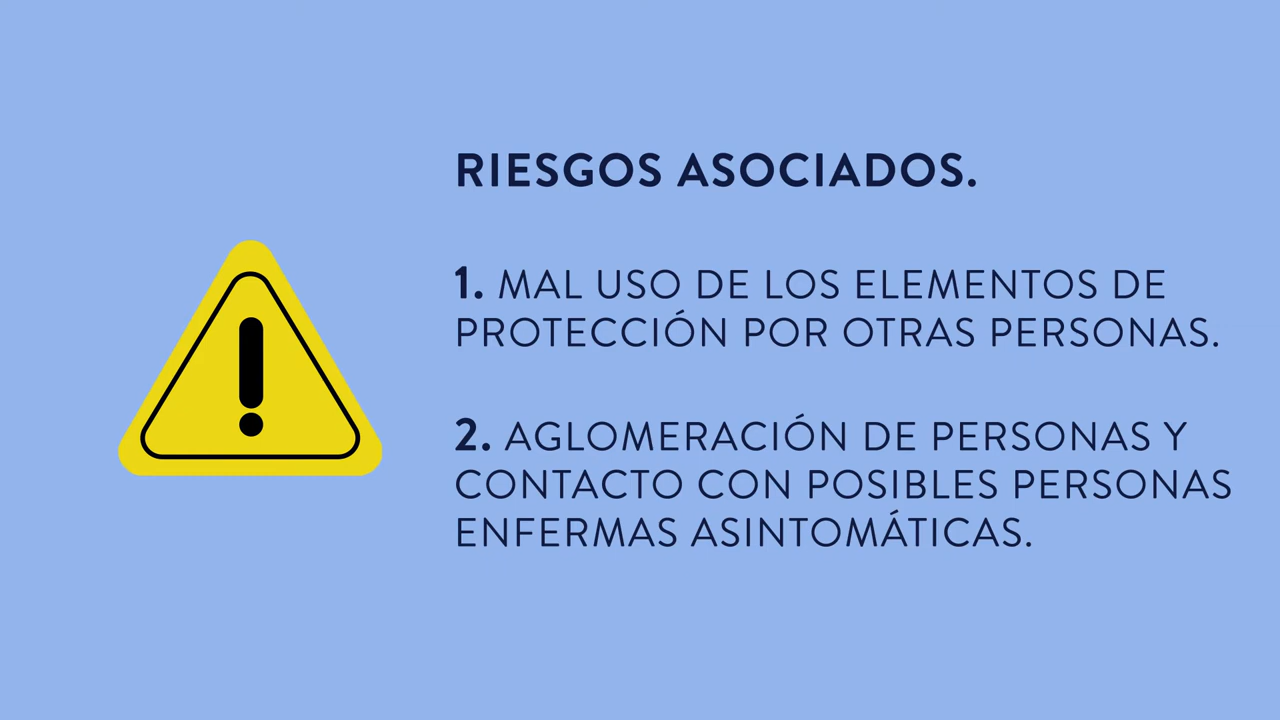 RIESGOS ASOCIADOS.
1. MAL USO DE LOS ELEMENTOS DE
PROTECCIÓN POR OTRAS PERSONAS.
2. AGLOMERACIÓN DE PERSONAS Y
CONTACTO CON POSIBLES PERSONAS
ENFERMAS ASINTOMÁTICAS.